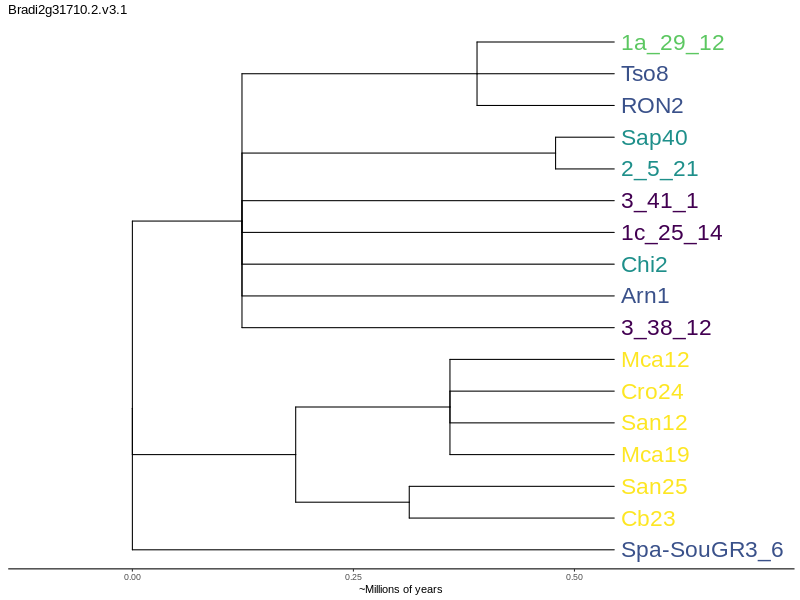 Bradi2g31710.2.v3.1
1a_29_12
Tso8
RON2
Sap40
2_5_21
3_41_1
1c_25_14
Chi2
Arn1
3_38_12
Mca12
Cro24
San12
Mca19
San25
Cb23
Spa-SouGR3_6
0.00 0.25 0.50
~Millions of years